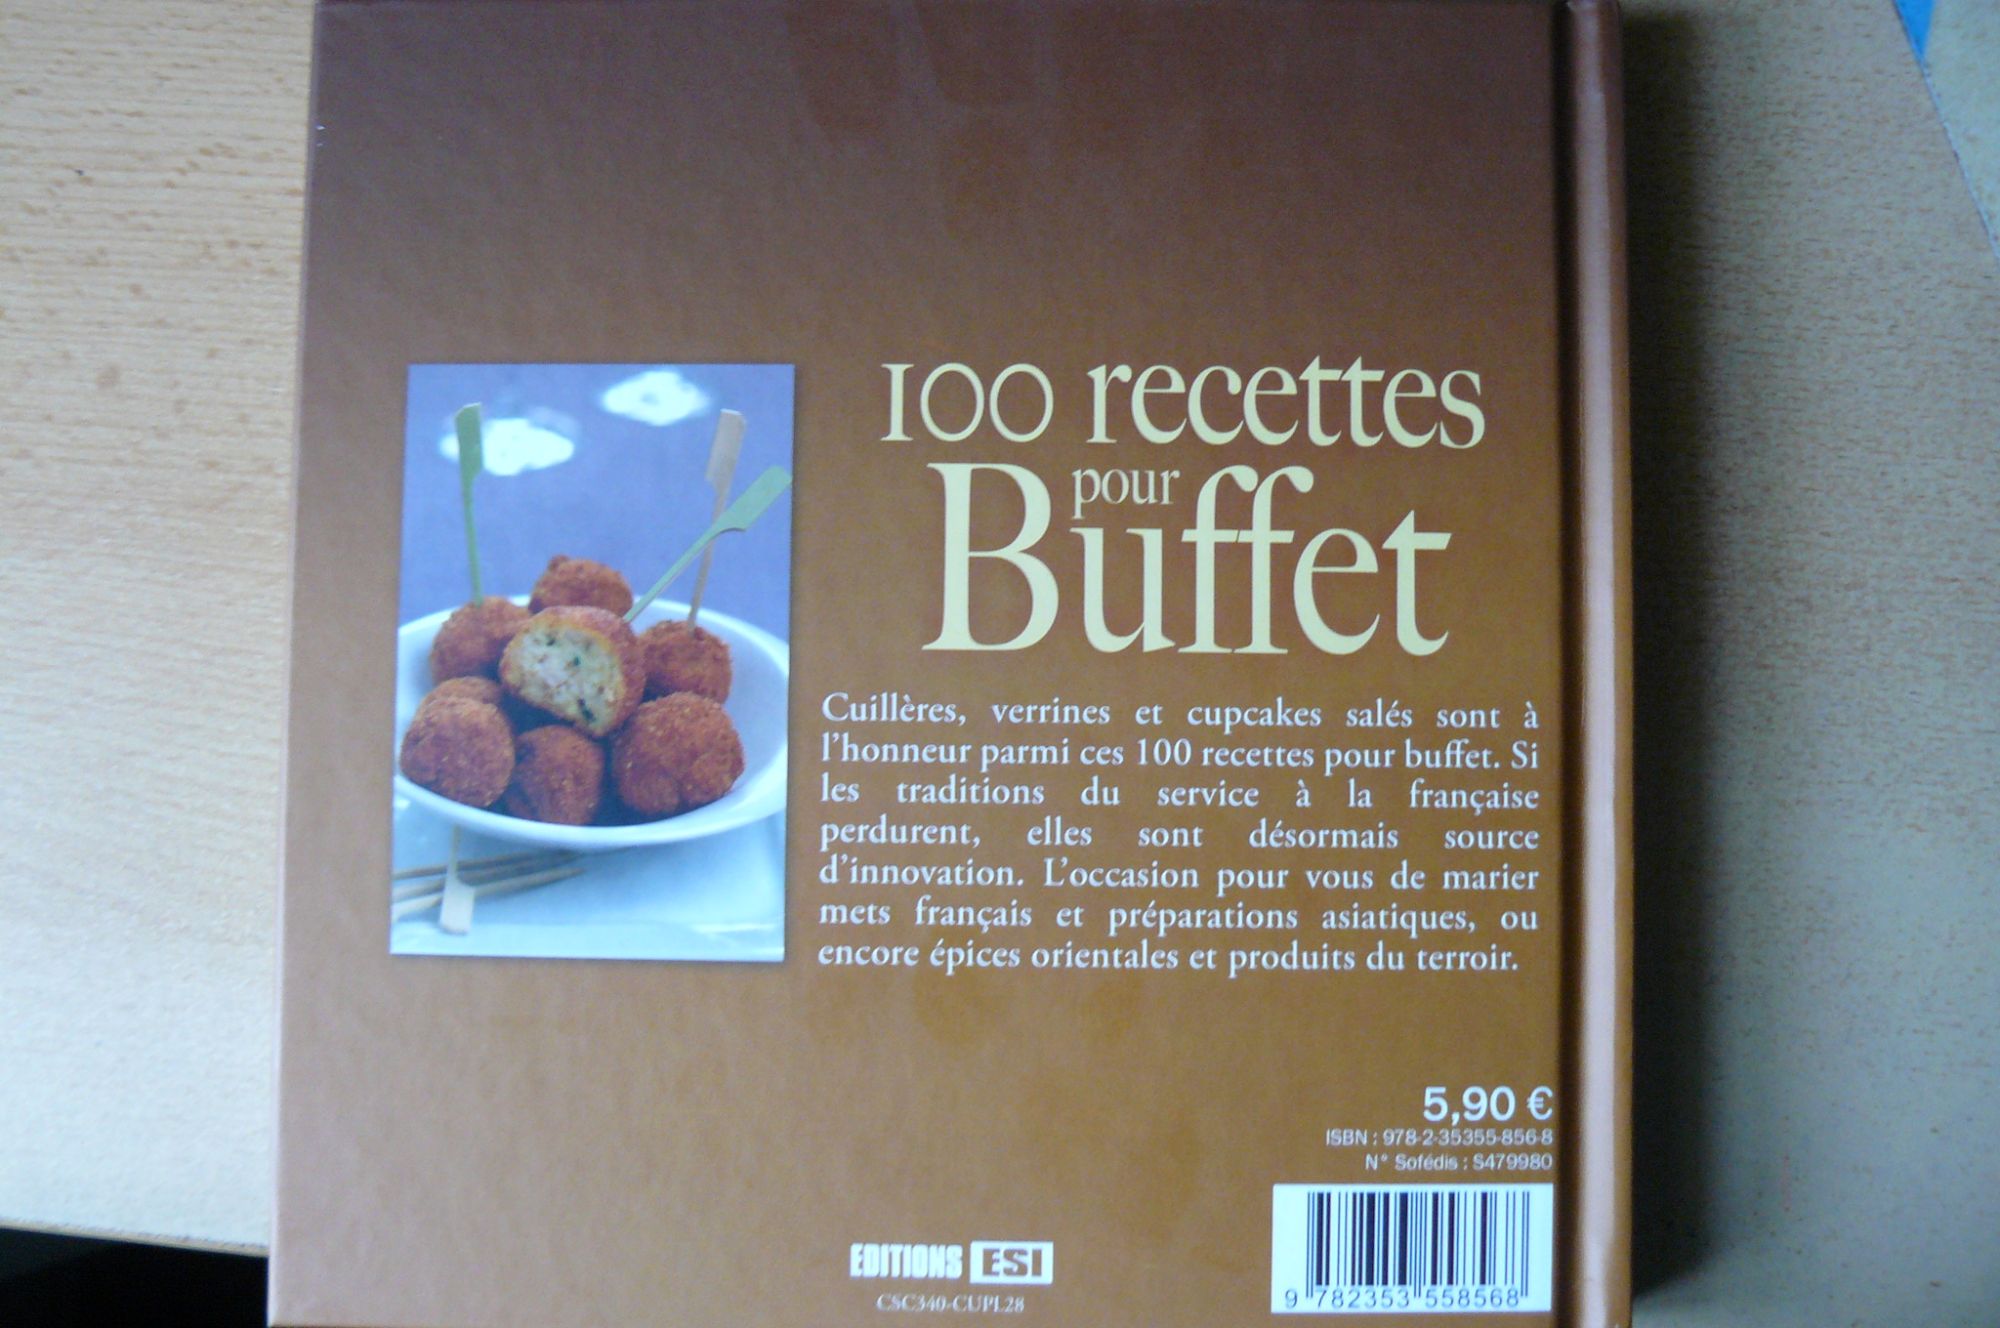 100 recettes
pour
Buffet
Cuillères, verrines et cupcakes salés sont à
l'honneur parmi ces 100 recettes pour buffet. Si
les traditions du service à la française
perdurent, elles sont désormais source
d'innovation. L'occasion pour vous de marier
mets français et préparations asiatiques, ou
encore épices orientales et produits du terroir.
5,90 €
ISBN : 978-2-35355-856-8
N° Sofédis : S479980
EDITIONS ESI
CSC340-CUPL28
9 782353 558568